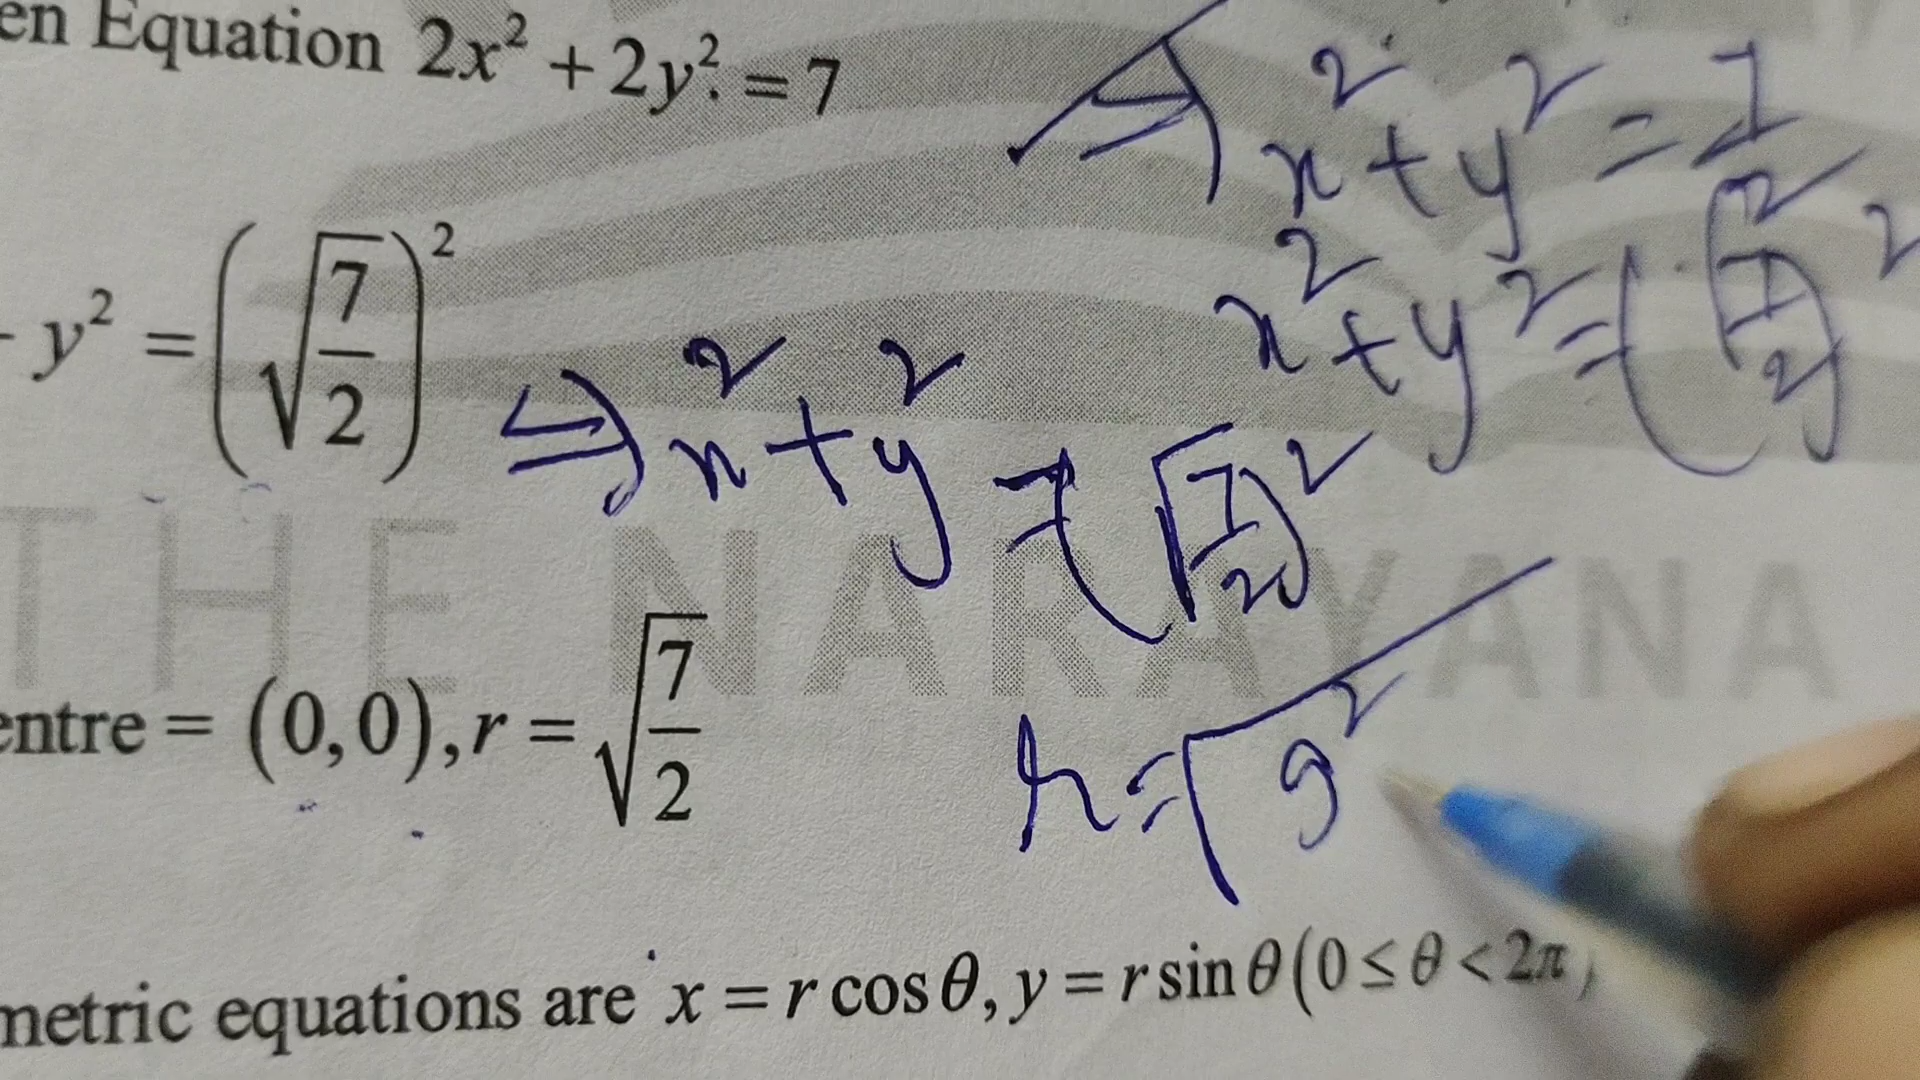 en Equation 2x² + 2y² = 7
⇒ x² + y² = 7/2
- y² = (√(7/2))²
x² + y² = (√(7/2))²
⇒ x² + y² = (√(7/2))²
THE NARAYANA
entre = (0,0), r = √(7/2)
r = √g²
metric equations are x = r cos θ, y = r sin θ (0 ≤ θ < 2π)